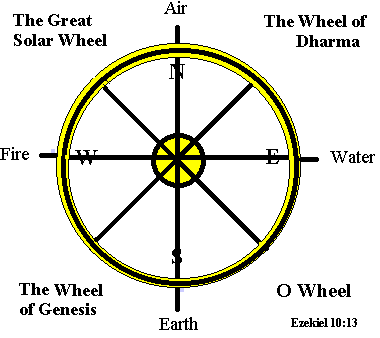 Air
The Great
Solar Wheel
The Wheel of
Dharma
N
Fire
W
E
Water
S
The Wheel
of Genesis
O Wheel
Earth
Ezekiel 10:13